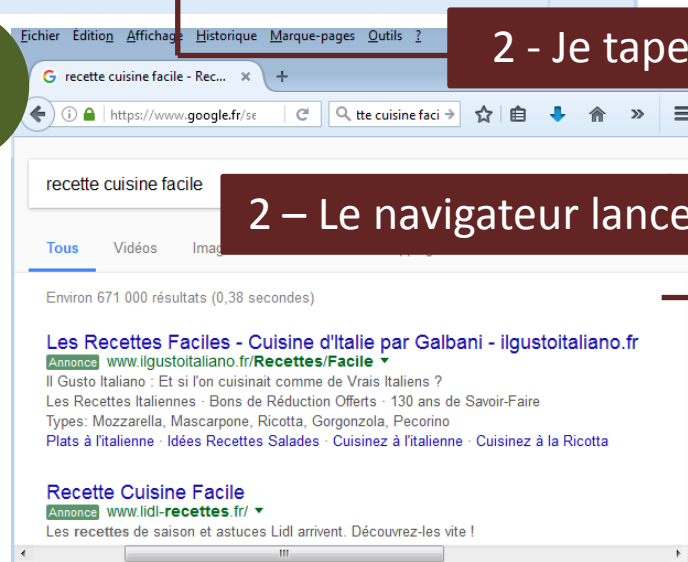 Fichier Edition Affichage Historique Marque-pages Outils ?
2 - Je tape
G recette cuisine facile - Rec... × +
https://www.google.fr/se
tte cuisine faci
recette cuisine facile
2 – Le navigateur lance
Tous Vidéos Imag
Environ 671 000 résultats (0,38 secondes)
Les Recettes Faciles - Cuisine d'Italie par Galbani - ilgustoitaliano.fr
Annonce www.ilgustoitaliano.fr/Recettes/Facile ▼
Il Gusto Italiano : Et si l'on cuisinait comme de Vrais Italiens ?
Les Recettes Italiennes · Bons de Réduction Offerts · 130 ans de Savoir-Faire
Types: Mozzarella, Mascarpone, Ricotta, Gorgonzola, Pecorino
Plats à l'italienne · Idées Recettes Salades · Cuisinez à l'italienne · Cuisinez à la Ricotta
Recette Cuisine Facile
Annonce www.lidl-recettes.fr/ ▼
Les recettes de saison et astuces Lidl arrivent. Découvrez-les vite !